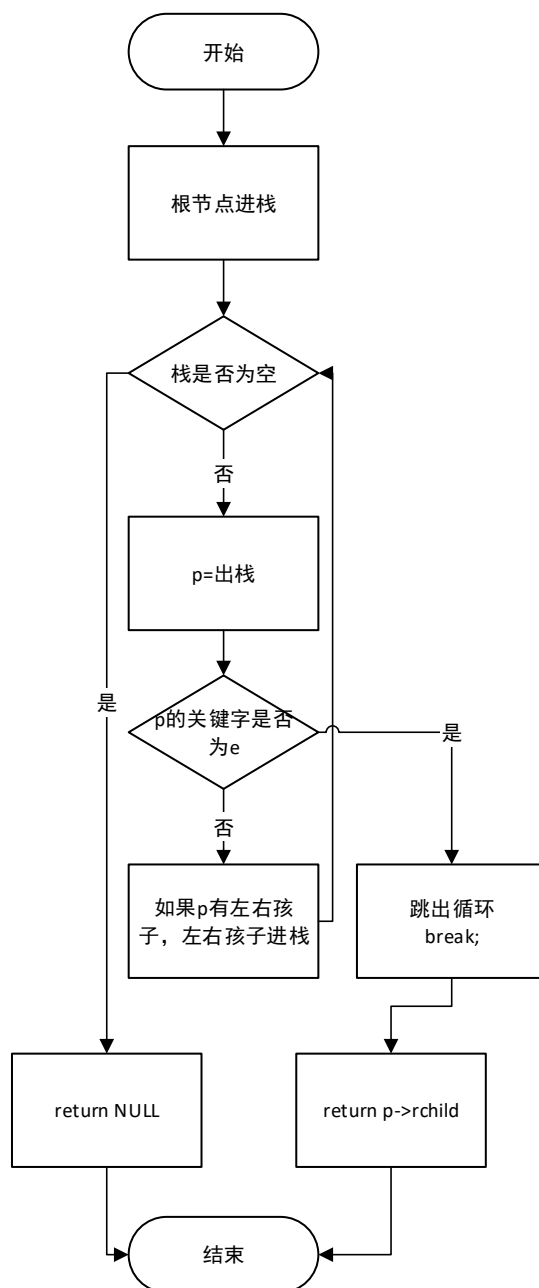 开始
根节点进栈
栈是否为空
否
p=出栈
是
p的关键字是否
为e
是
否
如果p有左右孩
子，左右孩子进栈
跳出循环
break;
return NULL
return p->rchild
结束